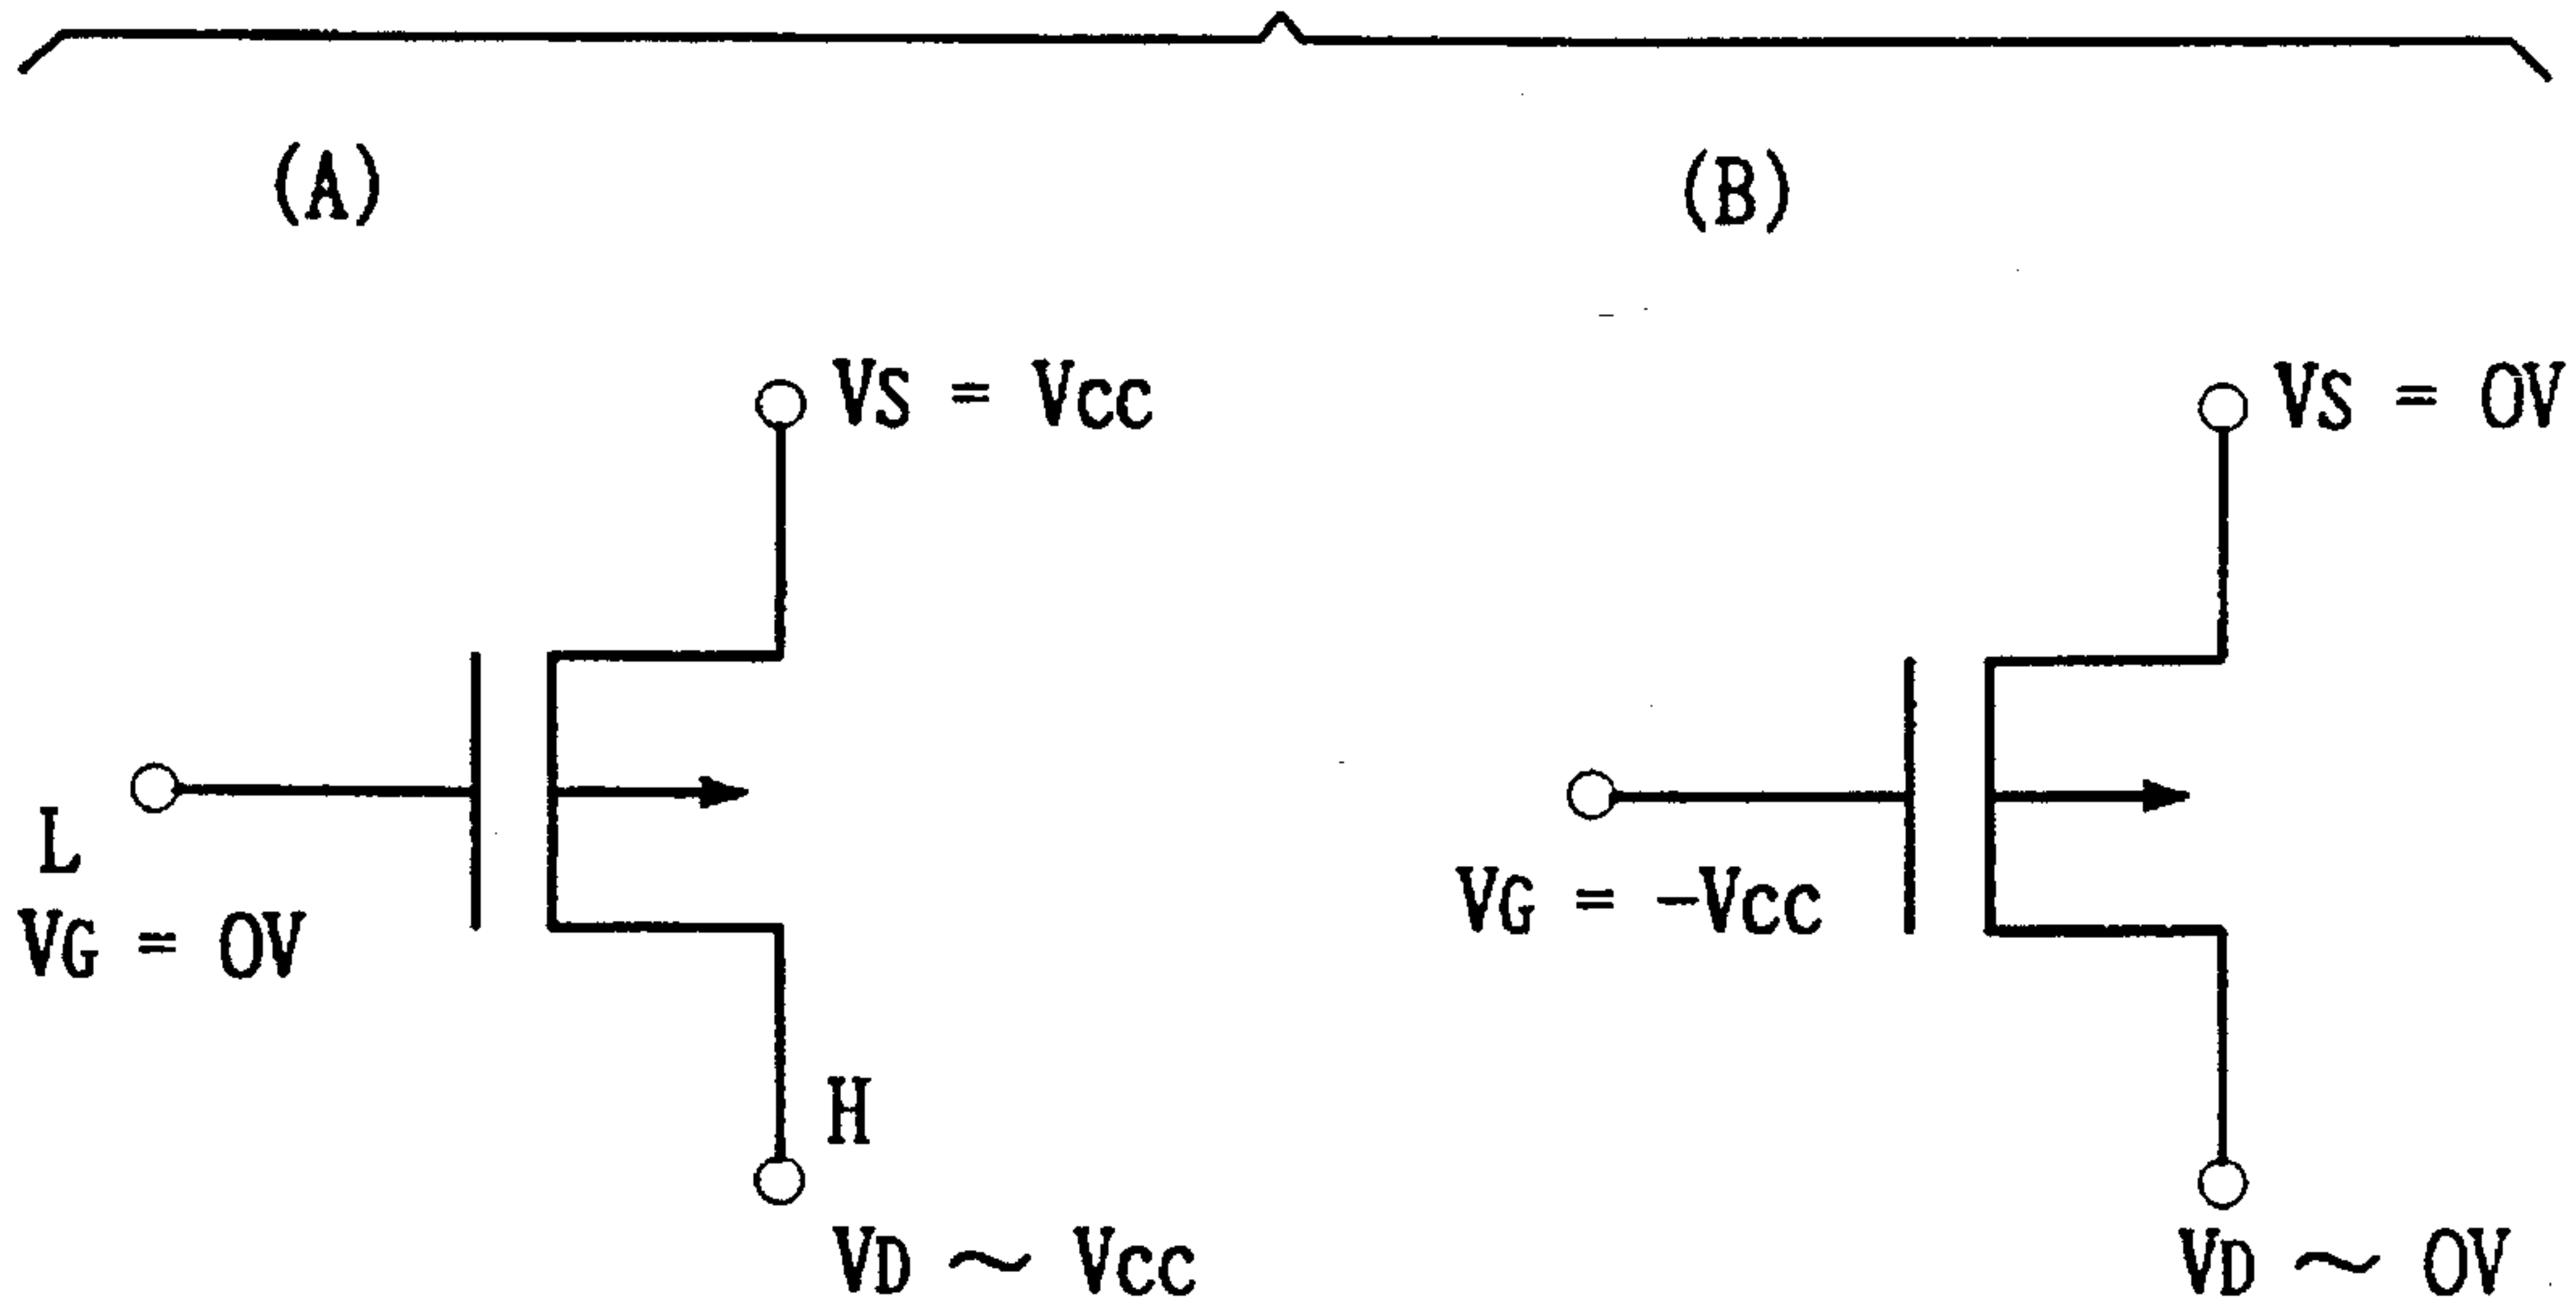 (A)
VS = VCC
L
VG = 0V
H
VD ～ VCC
(B)
VS = 0V
VG = -VCC
VD ～ 0V